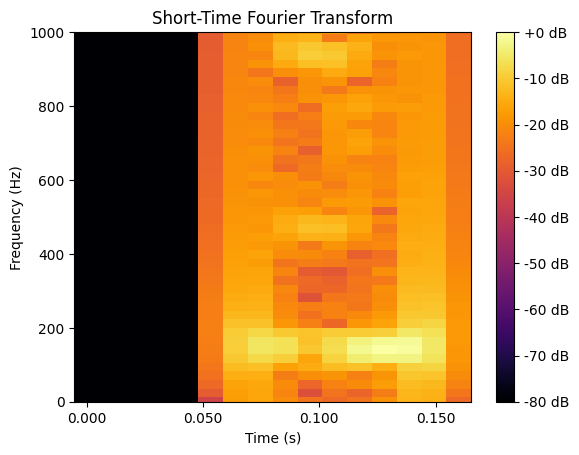 Short-Time Fourier Transform
Frequency (Hz)
1000
800
600
400
200
0
0.000
0.050
0.100
0.150
Time (s)
+0 dB
-10 dB
-20 dB
-30 dB
-40 dB
-50 dB
-60 dB
-70 dB
-80 dB